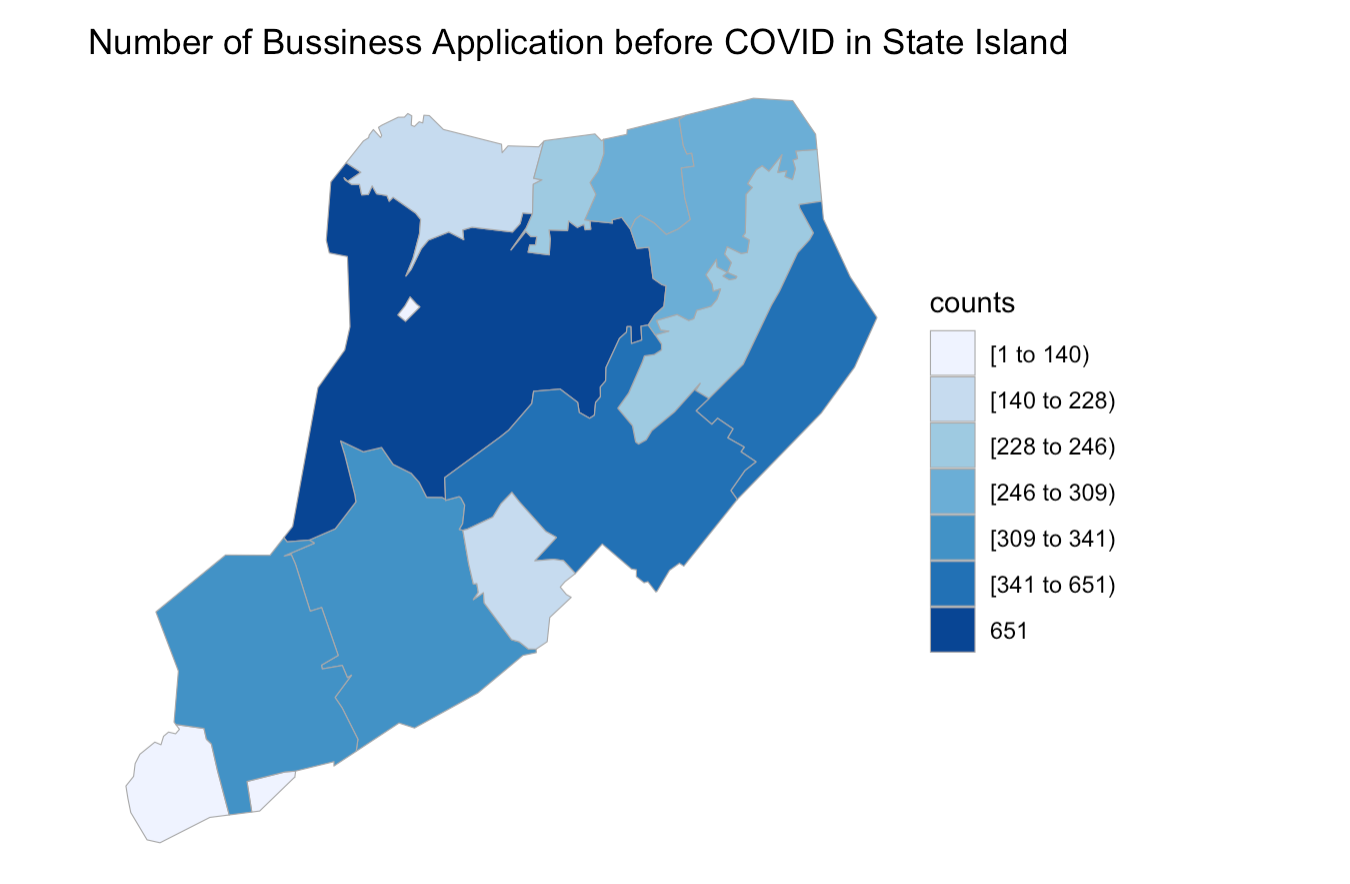 Number of Bussiness Application before COVID in State Island
counts
[1 to 140)
[140 to 228)
[228 to 246)
[246 to 309)
[309 to 341)
[341 to 651)
651